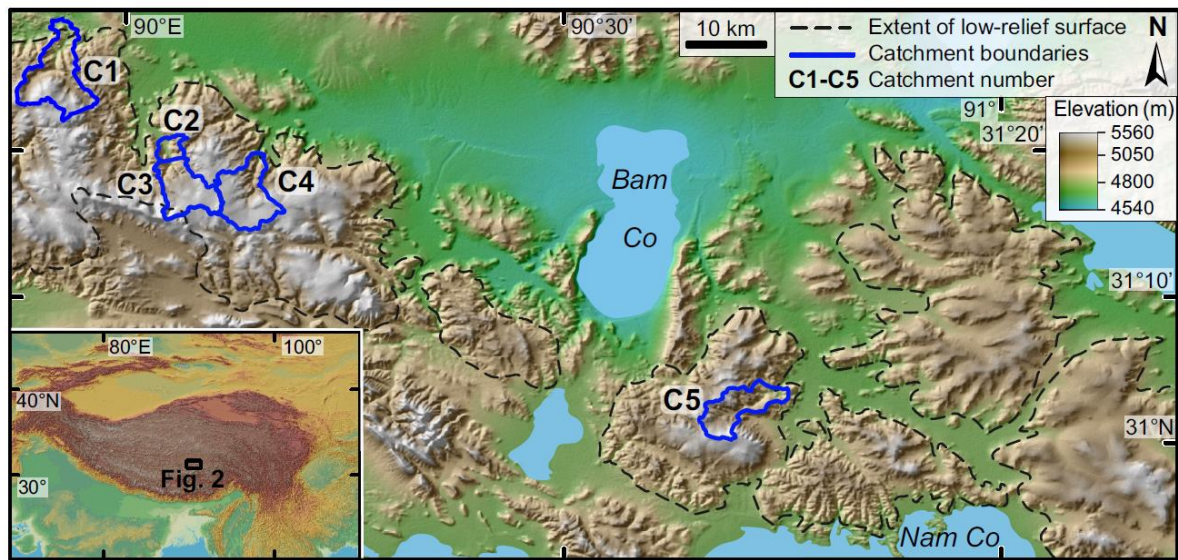 90°E
90°30'
10 km
Extent of low-relief surface
Catchment boundaries
C1-C5 Catchment number
N
91°
31°20'
Elevation (m)
5560
5050
4800
4540
C1
C2
C3
C4
Bam
Co
31°10'
C5
31°N
Nam Co
80°E
100°
40°N
30°
Fig. 2